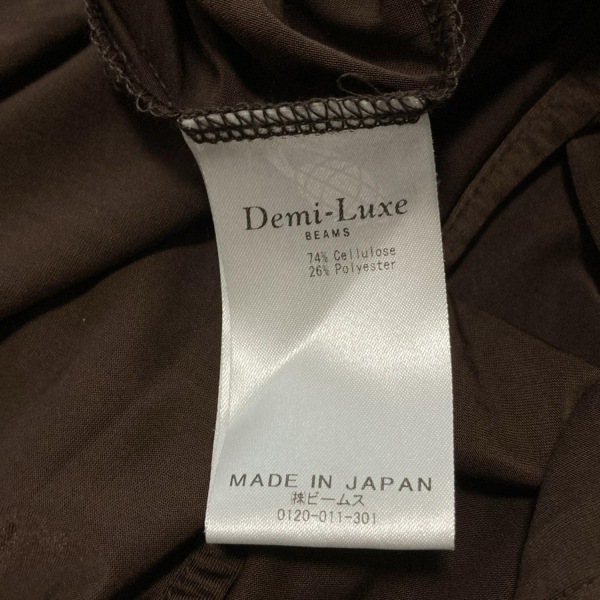 Demi-Luxe
BEAMS
74% Cellulose
26% Polyester
MADE IN JAPAN
㈱ビームス
0120-011-301